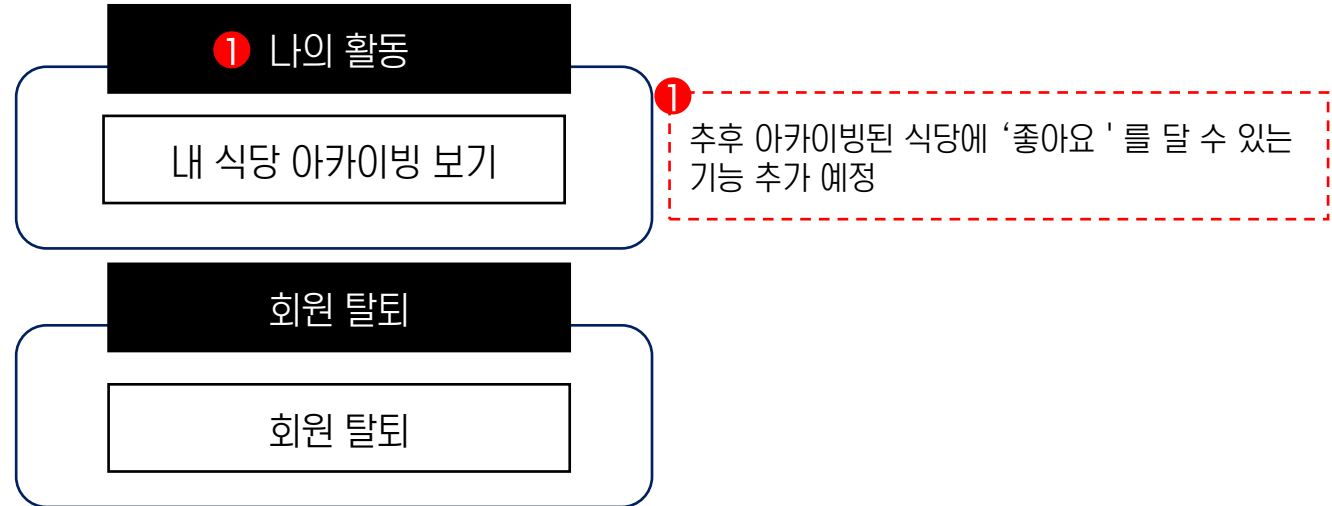 ❶ 나의 활동
내 식당 아카이빙 보기
❶
추후 아카이빙된 식당에 ‘좋아요 ' 를 달 수 있는
기능 추가 예정
회원 탈퇴
회원 탈퇴